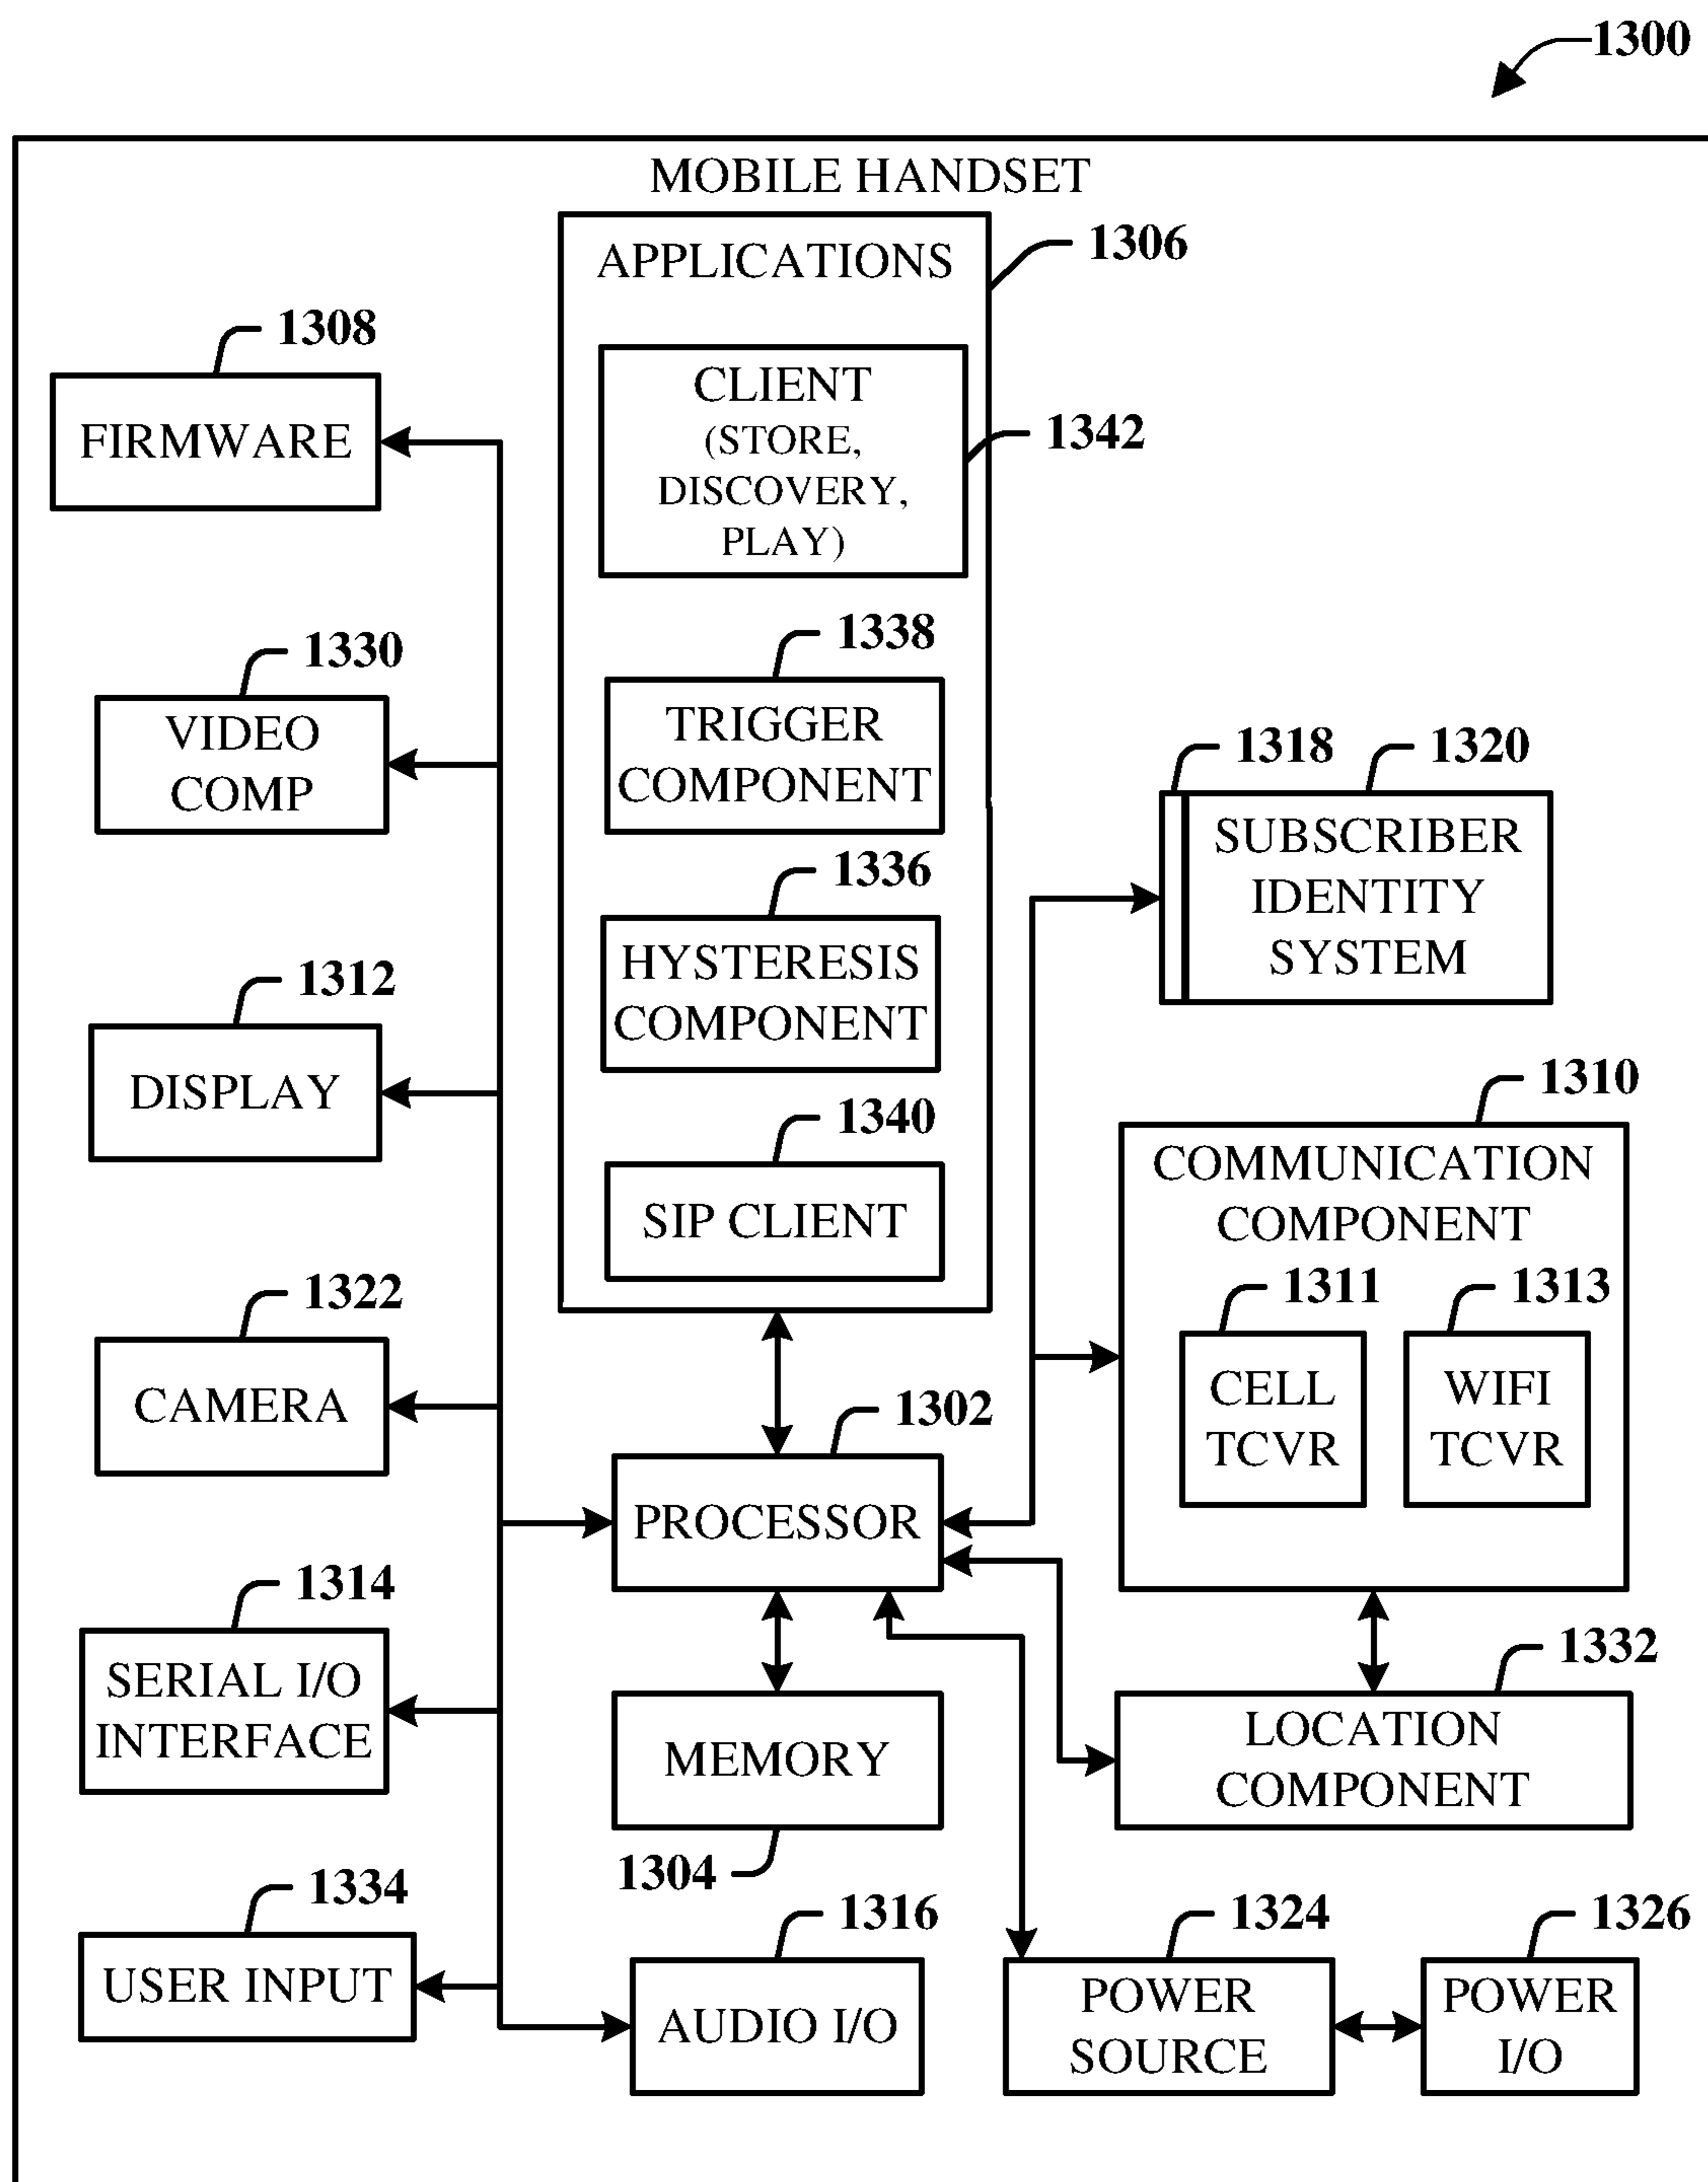 1300
MOBILE HANDSET
APPLICATIONS
1306
CLIENT
(STORE,
DISCOVERY,
PLAY)
1342
1338
TRIGGER
COMPONENT
1336
HYSTERESIS
COMPONENT
1340
SIP CLIENT
1308
FIRMWARE
1330
VIDEO
COMP
1312
DISPLAY
1322
CAMERA
1314
SERIAL I/O
INTERFACE
1334
USER INPUT
1302
PROCESSOR
MEMORY
1304
1316
AUDIO I/O
1318
1320
SUBSCRIBER
IDENTITY
SYSTEM
1310
COMMUNICATION
COMPONENT
1311
CELL
TCVR
1313
WIFI
TCVR
1332
LOCATION
COMPONENT
1324
POWER
SOURCE
1326
POWER
I/O